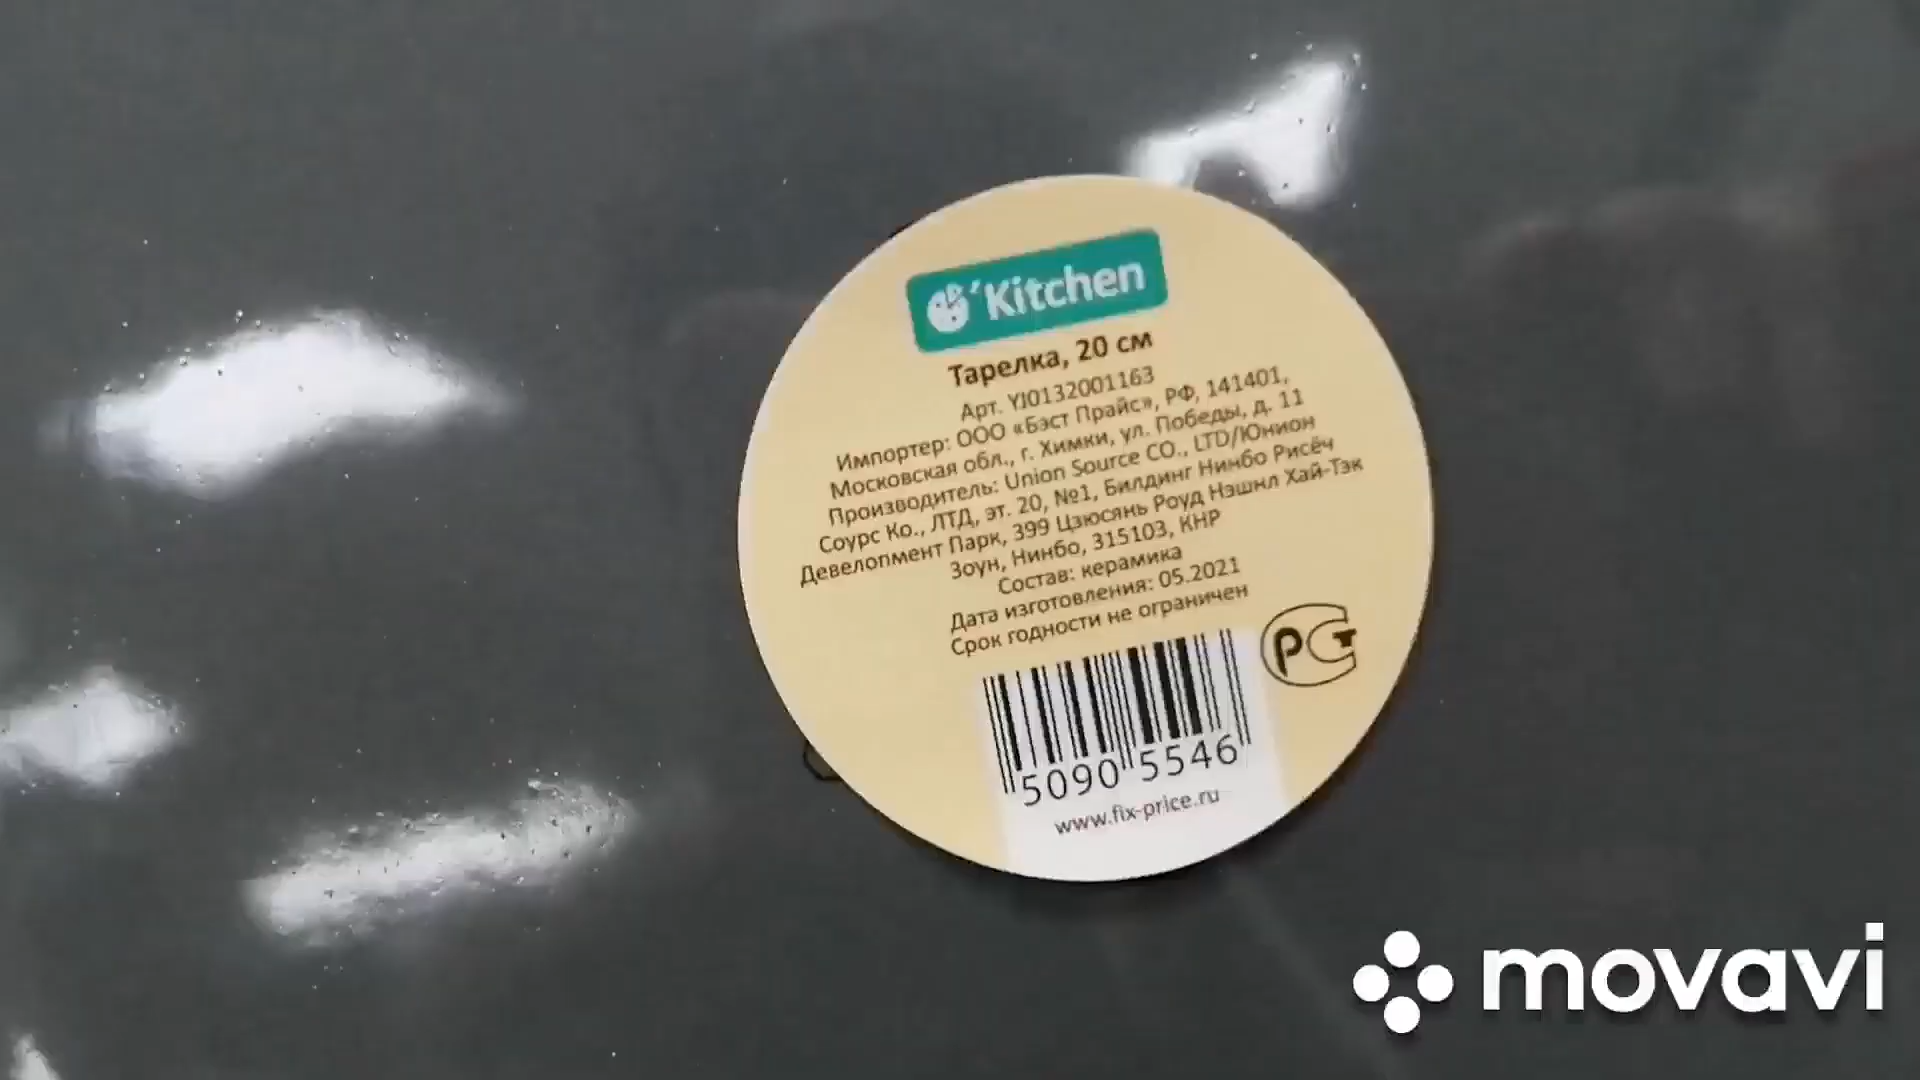 'Kitchen
Тарелка, 20 см
Арт. YJ0132001163
Импортер: ООО «Бэст Прайс», РФ, 141401,
Московская обл., г. Химки, ул. Победы, д. 11
Производитель: Union Source CO., LTD/Юнион
Соурс Ко., ЛТД, эт. 20, №1, Билдинг Нинбо Рисёч
Девелопмент Парк, 399 Цзюсянь Роуд Нэшнл Хай-Тэк
Зоун, Нинбо, 315103, КНР
Состав: керамика
Дата изготовления: 05.2021
Срок годности не ограничен
РСТ
5090 5546
www.fix-price.ru
movavi